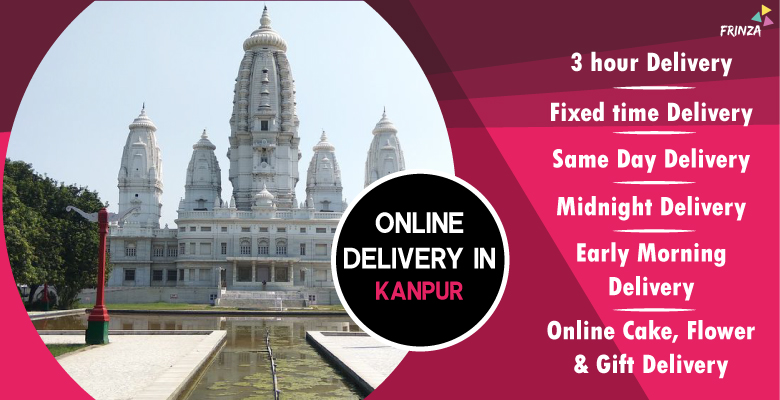 FRINZA
3 hour Delivery
Fixed time Delivery
Same Day Delivery
Midnight Delivery
Early Morning
Delivery
Online Cake, Flower
& Gift Delivery
ONLINE
DELIVERY IN
KANPUR